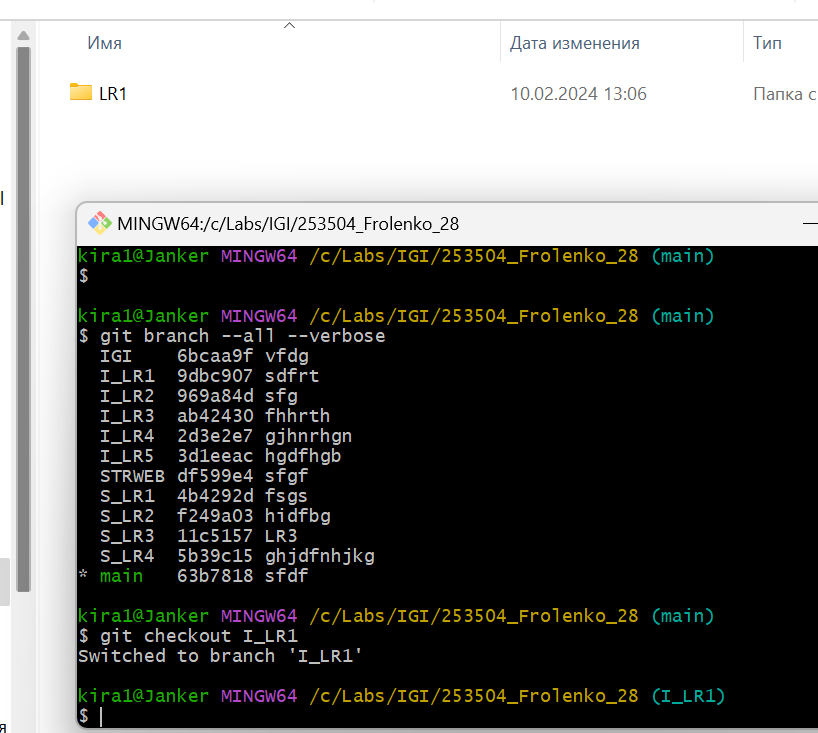 Имя Дата изменения Тип
LR1 10.02.2024 13:06 Папка с
MINGW64:/c/Labs/IGI/253504_Frolenko_28
kira1@Janker MINGW64 /c/Labs/IGI/253504_Frolenko_28 (main)
$
kira1@Janker MINGW64 /c/Labs/IGI/253504_Frolenko_28 (main)
$ git branch --all --verbose
IGI 6bcaa9f vfdg
I_LR1 9dbc907 sdfrt
I_LR2 969a84d sfg
I_LR3 ab42430 fhhrth
I_LR4 2d3e2e7 gjhnrhgn
I_LR5 3d1eeac hgdfhgb
STRWEB df599e4 sfgf
S_LR1 4b4292d fsgs
S_LR2 f249a03 hidfbg
S_LR3 11c5157 LR3
S_LR4 5b39c15 ghjdfnhjkg
* main 63b7818 sfdf
kira1@Janker MINGW64 /c/Labs/IGI/253504_Frolenko_28 (main)
$ git checkout I_LR1
Switched to branch 'I_LR1'
kira1@Janker MINGW64 /c/Labs/IGI/253504_Frolenko_28 (I_LR1)
$
я